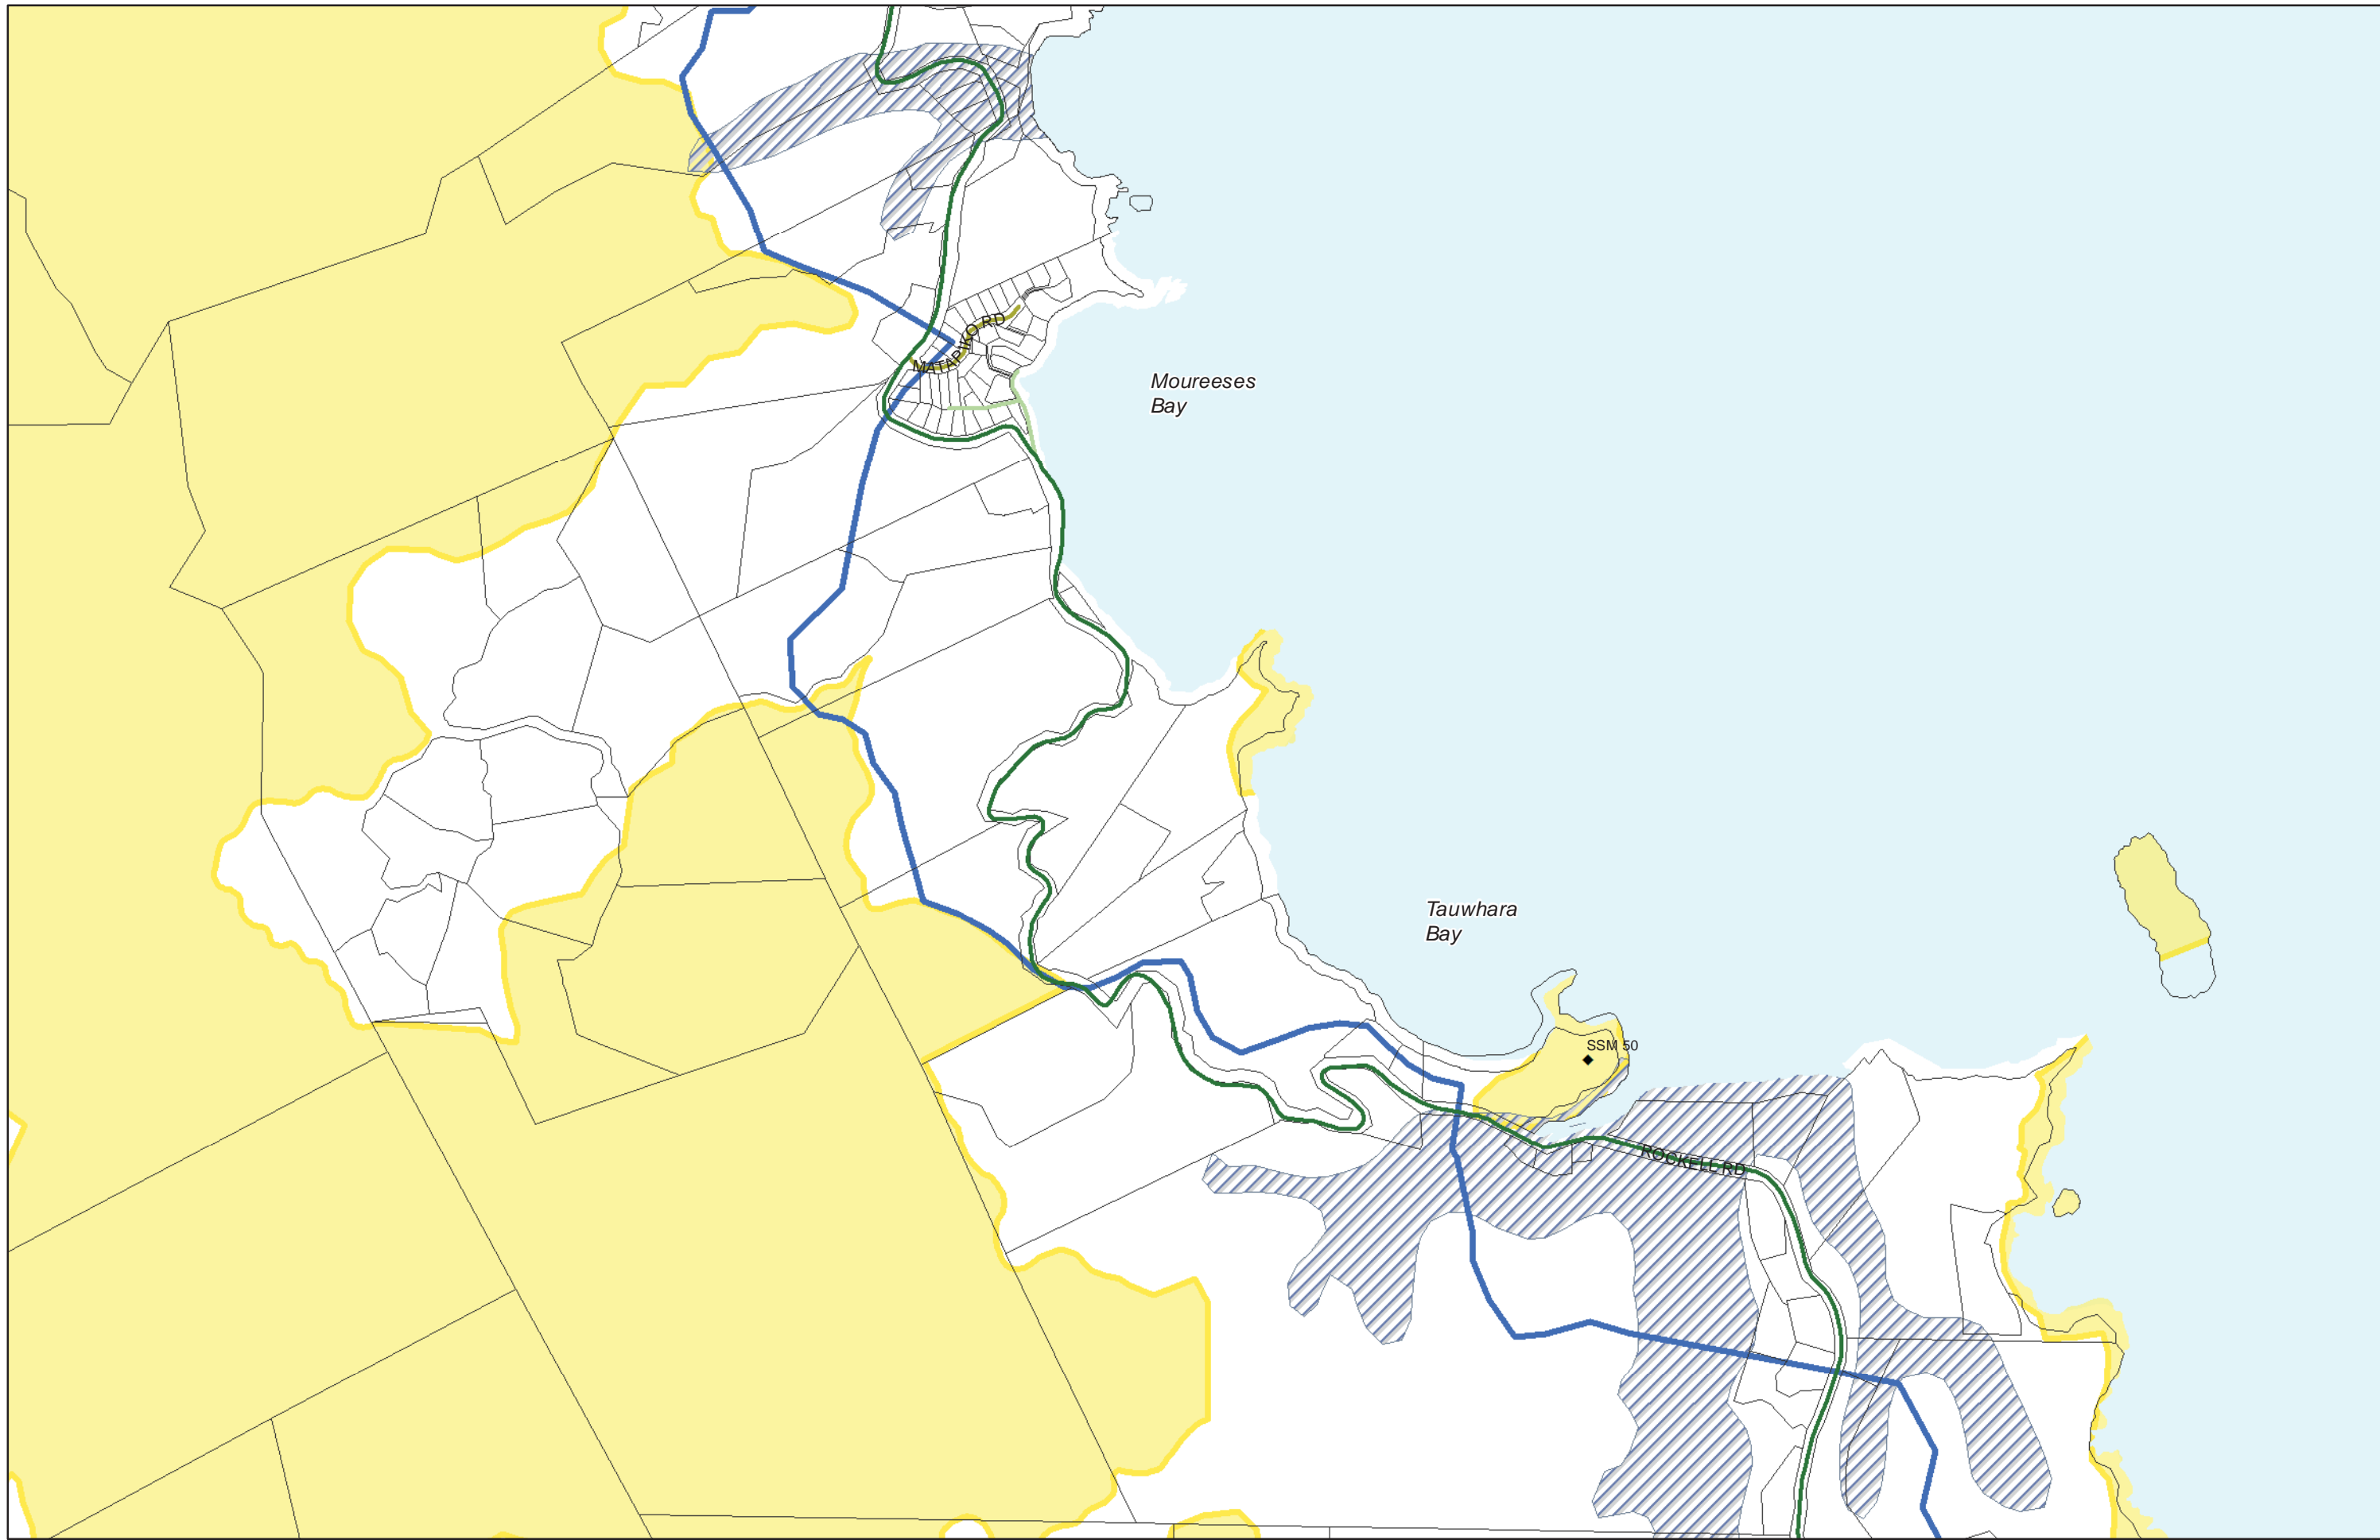 MATAPIKO RD
Moureeses
Bay
Tauwhara
Bay
SSM 50
ROCKELL RD